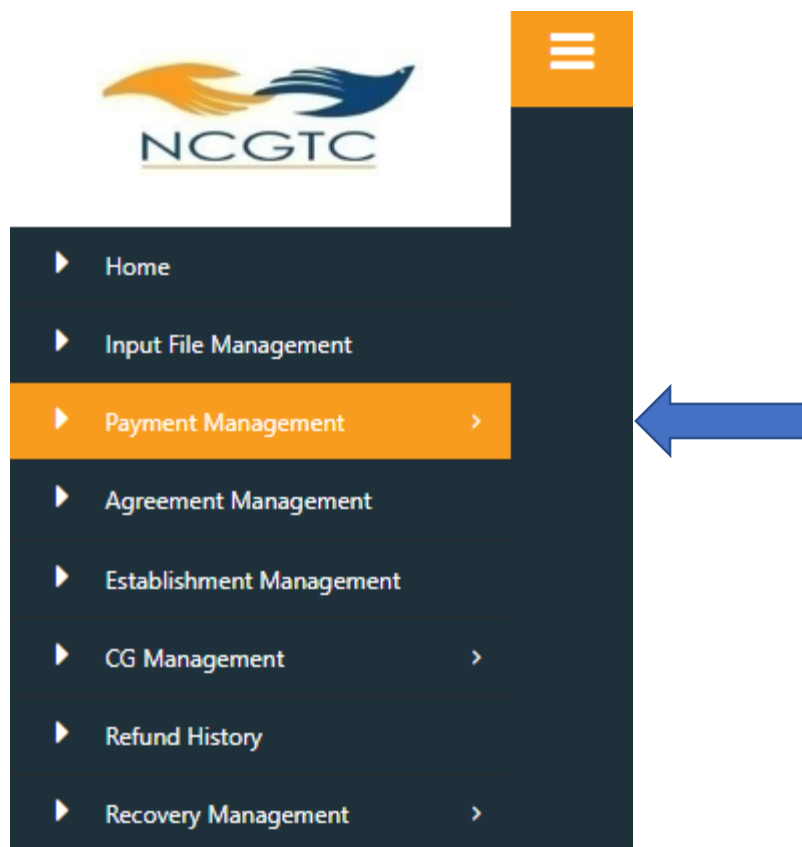 NCGTC
Home
Input File Management
Payment Management
Agreement Management
Establishment Management
CG Management
Refund History
Recovery Management